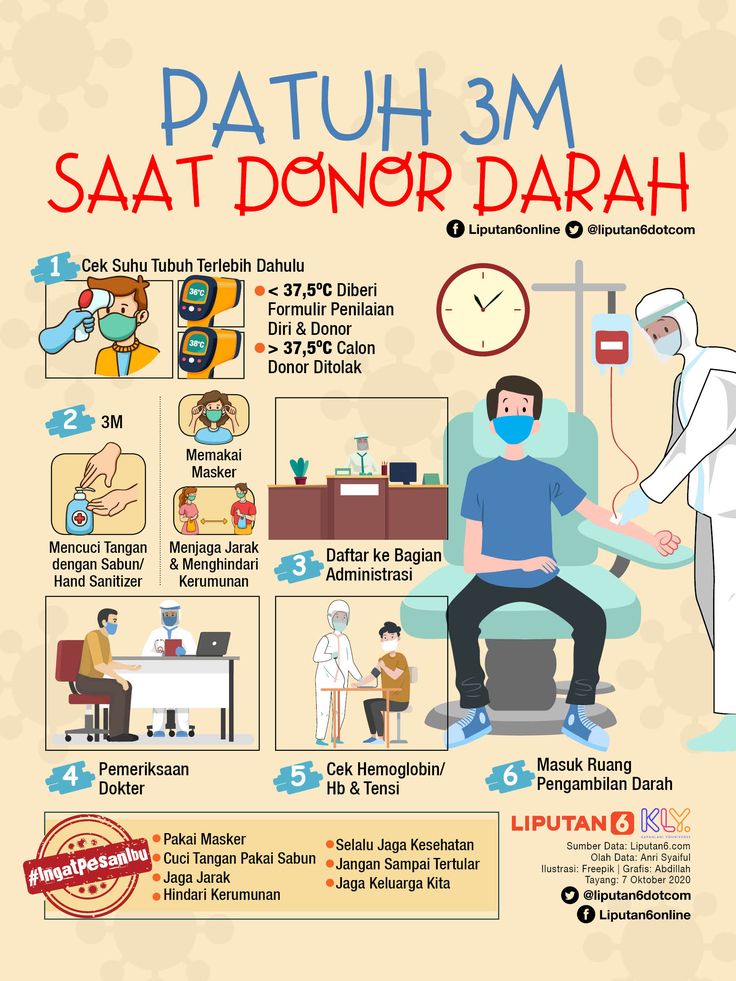 PATUH 3M
SAAT DONOR DARAH
Liputan6online @liputan6dotcom
1 Cek Suhu Tubuh Terlebih Dahulu
36°C
38°C
< 37,5°C Diberi
Formulir Penilaian
Diri & Donor
> 37,5°C Calon
Donor Ditolak
2 3M
Mencuci Tangan
dengan Sabun/
Hand Sanitizer
Memakai
Masker
Menjaga Jarak
& Menghindari
Kerumunan
3 Daftar ke Bagian
Administrasi
4 Pemeriksaan
Dokter
5 Cek Hemoglobin/
Hb & Tensi
6 Masuk Ruang
Pengambilan Darah
#IngatPesanIbu
Pakai Masker
Cuci Tangan Pakai Sabun
Jaga Jarak
Hindari Kerumunan
Selalu Jaga Kesehatan
Jangan Sampai Tertular
Jaga Keluarga Kita
LIPUTAN 6 KLY.
KAPANLAGI YOUNIVERSE
Sumber Data: Liputan6.com
Olah Data: Anri Syaiful
Ilustrasi: Freepik | Grafis: Abdillah
Tayang: 7 Oktober 2020
@liputan6dotcom
Liputan6online